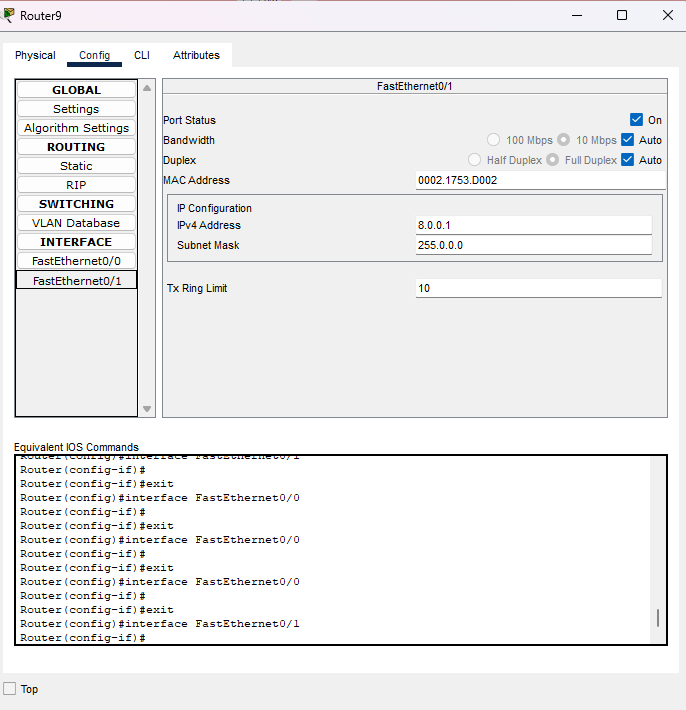 Router9
Physical Config CLI Attributes
GLOBAL
Settings
Algorithm Settings
ROUTING
Static
RIP
SWITCHING
VLAN Database
INTERFACE
FastEthernet0/0
FastEthernet0/1
FastEthernet0/1
Port Status On
Bandwidth 100 Mbps 10 Mbps Auto
Duplex Half Duplex Full Duplex Auto
MAC Address 0002.1753.D002
IP Configuration
IPv4 Address 8.0.0.1
Subnet Mask 255.0.0.0
Tx Ring Limit 10
Equivalent IOS Commands
Router(config)#interface FastEthernet0/1
Router(config-if)#
Router(config-if)#exit
Router(config)#interface FastEthernet0/0
Router(config-if)#
Router(config-if)#exit
Router(config)#interface FastEthernet0/0
Router(config-if)#
Router(config-if)#exit
Router(config)#interface FastEthernet0/0
Router(config-if)#
Router(config-if)#exit
Router(config)#interface FastEthernet0/1
Router(config-if)#
Top